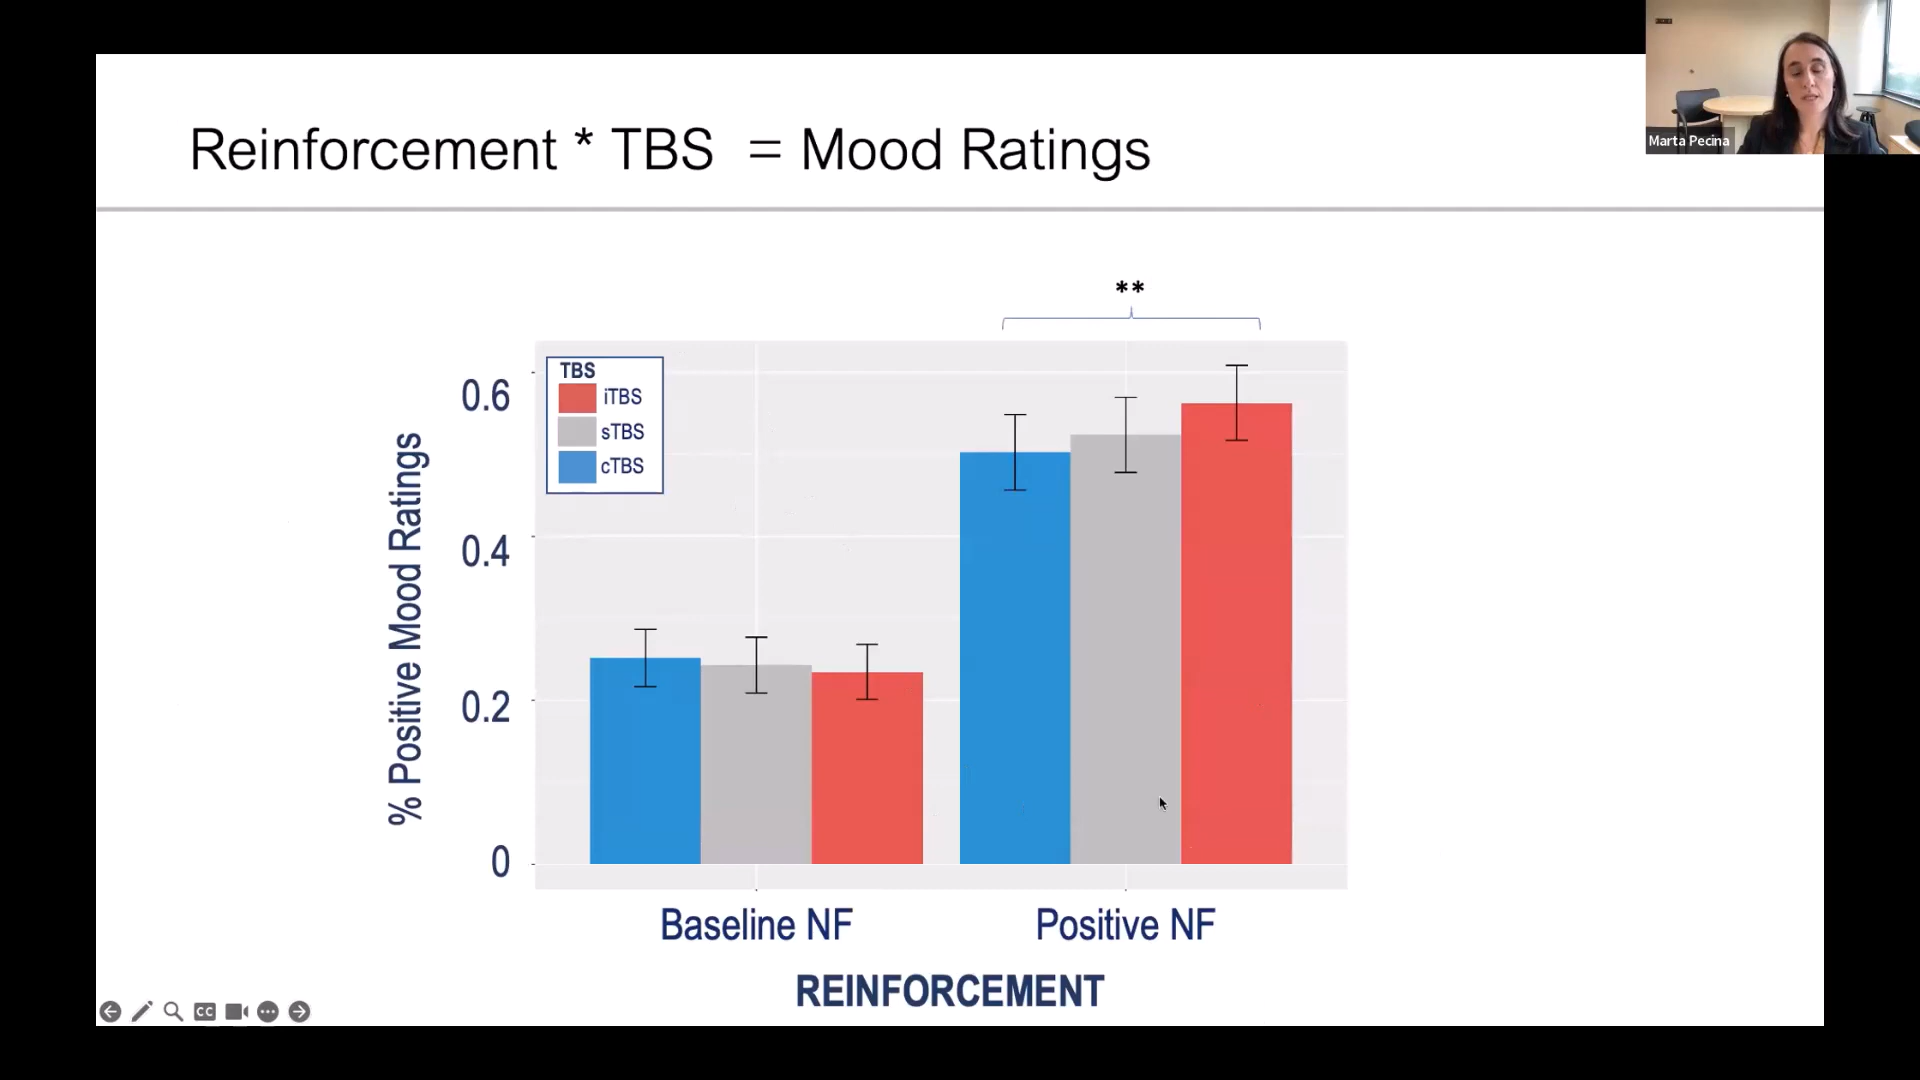 Reinforcement * TBS = Mood Ratings
Marta Pecina
**
TBS
iTBS
sTBS
cTBS
% Positive Mood Ratings
0.6
0.4
0.2
0
Baseline NF
Positive NF
REINFORCEMENT
CC